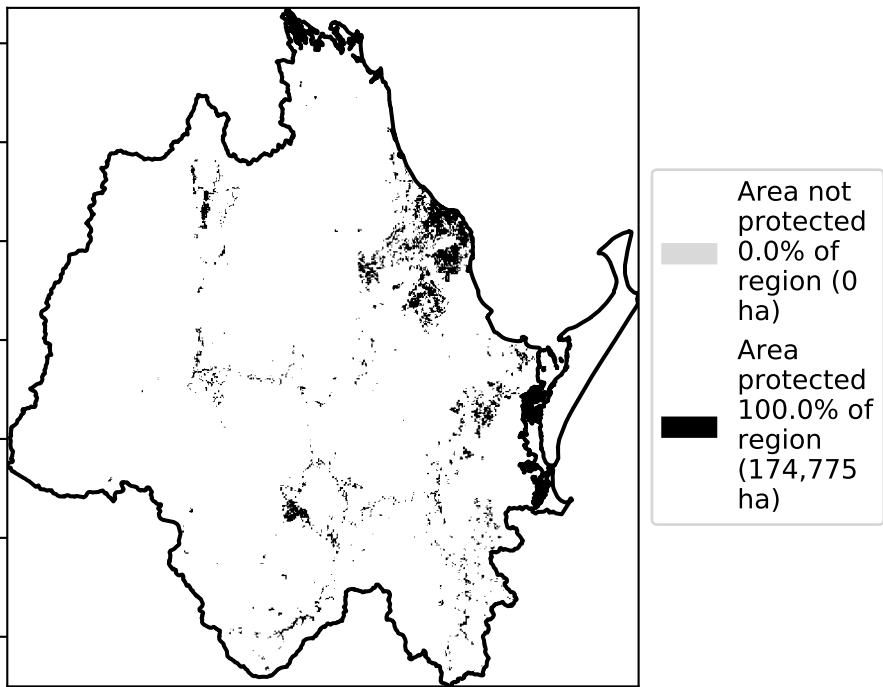 Area not
protected
0.0% of
region (0
ha)
Area
protected
100.0% of
region
(174,775
ha)